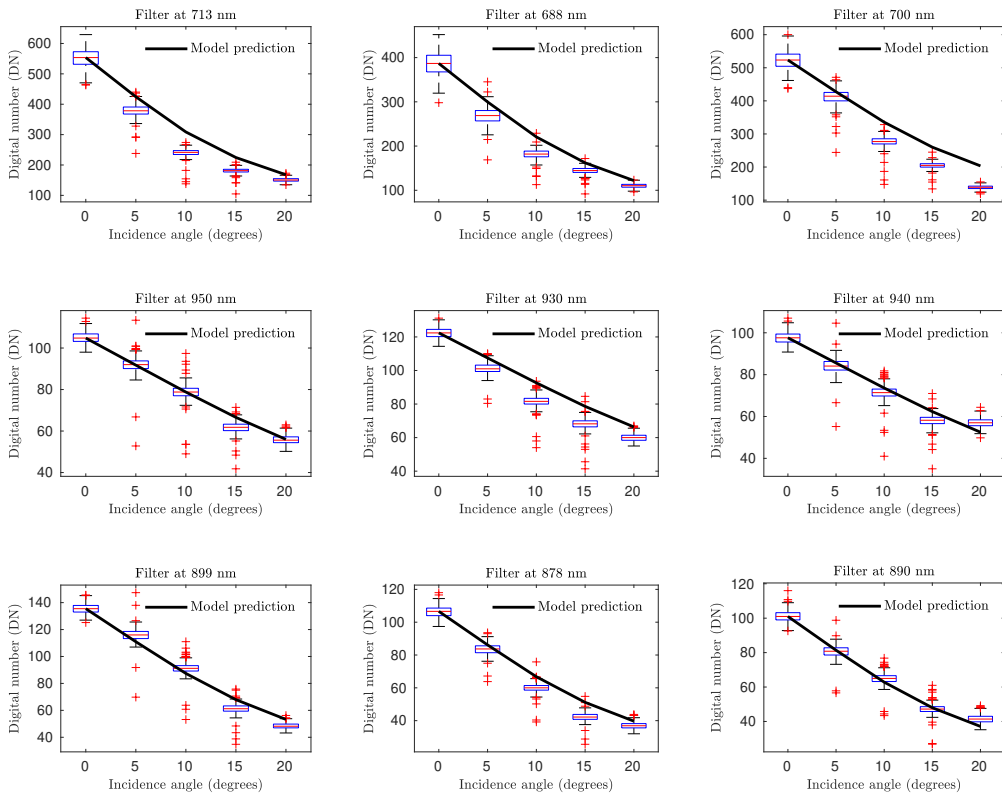 Filter at 713 nm
Digital number (DN)
600
500
400
300
200
100
Model prediction
0 5 10 15 20
Incidence angle (degrees)
Filter at 688 nm
Digital number (DN)
400
300
200
100
Model prediction
0 5 10 15 20
Incidence angle (degrees)
Filter at 700 nm
Digital number (DN)
600
500
400
300
200
100
Model prediction
0 5 10 15 20
Incidence angle (degrees)
Filter at 950 nm
Digital number (DN)
100
80
60
40
Model prediction
0 5 10 15 20
Incidence angle (degrees)
Filter at 930 nm
Digital number (DN)
120
100
80
60
40
Model prediction
0 5 10 15 20
Incidence angle (degrees)
Filter at 940 nm
Digital number (DN)
100
80
60
40
Model prediction
0 5 10 15 20
Incidence angle (degrees)
Filter at 899 nm
Digital number (DN)
140
120
100
80
60
40
Model prediction
0 5 10 15 20
Incidence angle (degrees)
Filter at 878 nm
Digital number (DN)
120
100
80
60
40
Model prediction
0 5 10 15 20
Incidence angle (degrees)
Filter at 890 nm
Digital number (DN)
120
100
80
60
40
Model prediction
0 5 10 15 20
Incidence angle (degrees)